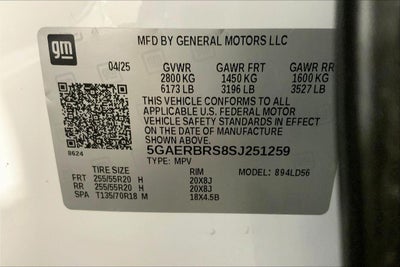 gm
MFD BY GENERAL MOTORS LLC
04/25 GVWR GAWR FRT GAWR RR
2800 KG 1450 KG 1600 KG
6173 LB 3196 LB 3527 LB
THIS VEHICLE CONFORMS TO ALL
APPLICABLE U.S. FEDERAL MOTOR
VEHICLE SAFETY STANDARDS IN EFFECT
ON THE DATE OF MANUFACTURE
SHOWN ABOVE.
8624
5GAERBRS8SJ251259
TYPE: MPV
TIRE SIZE RIM MODEL: 894LD56
FRT 255/55R20 H 20X8J
RR 255/55R20 H 20X8J
SPA T135/70R18 M 18X4.5B